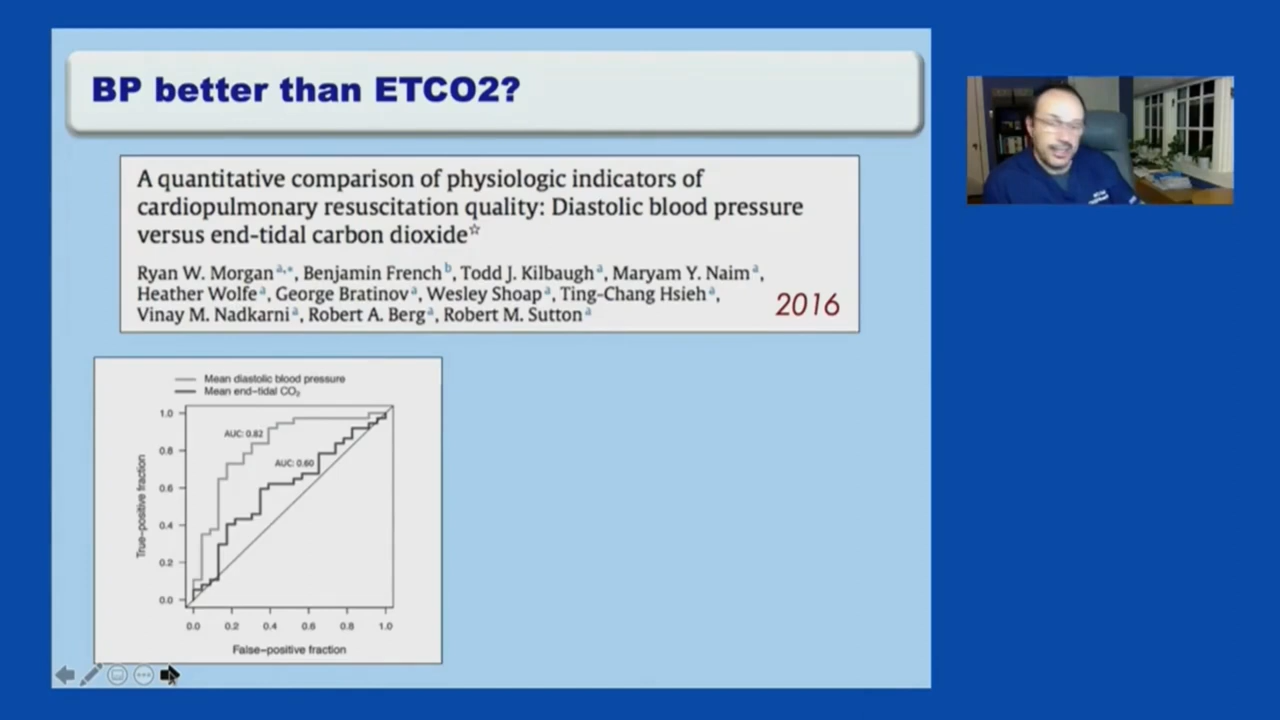 BP better than ETCO2?
A quantitative comparison of physiologic indicators of
cardiopulmonary resuscitation quality: Diastolic blood pressure
versus end-tidal carbon dioxide☆
Ryan W. Morgan a,*, Benjamin French b, Todd J. Kilbaugh a, Maryam Y. Naim a,
Heather Wolfe a, George Bratinov a, Wesley Shoap a, Ting-Chang Hsieh a,
Vinay M. Nadkarni a, Robert A. Berg a, Robert M. Sutton a
2016
Mean diastolic blood pressure
Mean end-tidal CO₂
AUC: 0.82
AUC: 0.60
True-positive fraction
1.0
0.8
0.6
0.4
0.2
0.0
0.0 0.2 0.4 0.6 0.8 1.0
False-positive fraction